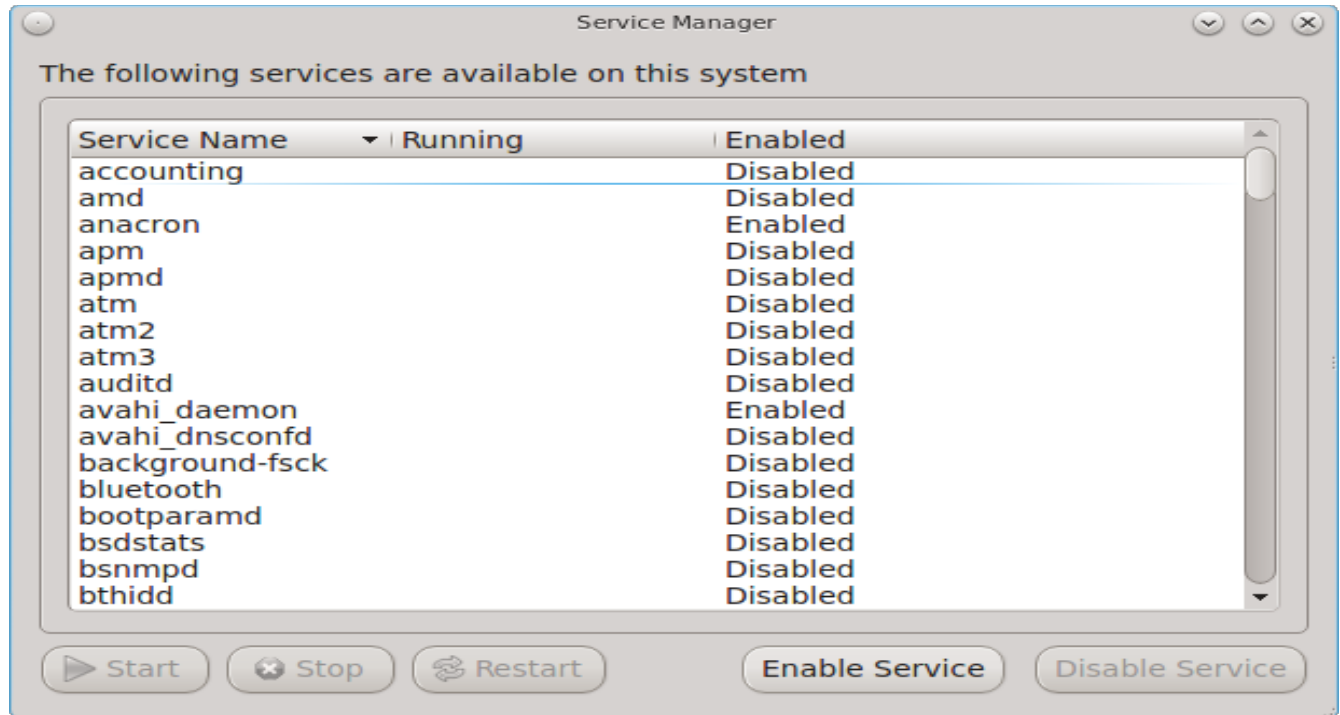 Service Manager
The following services are available on this system
Service Name Running Enabled
accounting Disabled
amd Disabled
anacron Enabled
apm Disabled
apmd Disabled
atm Disabled
atm2 Disabled
atm3 Disabled
auditd Disabled
avahi_daemon Enabled
avahi_dnsconfd Disabled
background-fsck Disabled
bluetooth Disabled
bootparamd Disabled
bsdstats Disabled
bsnmpd Disabled
bthidd Disabled
Start Stop Restart Enable Service Disable Service